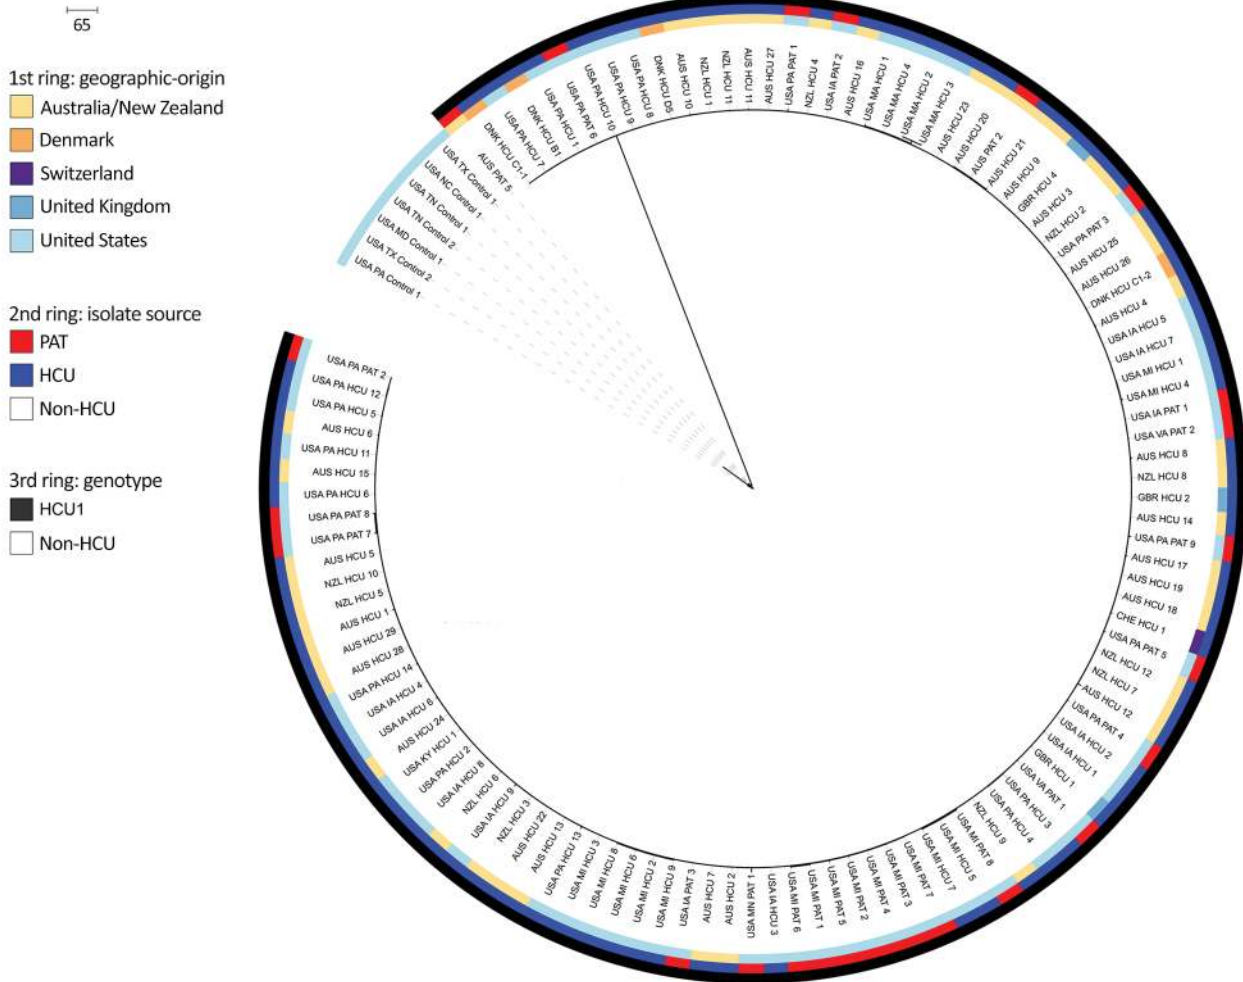 65
1st ring: geographic-origin
Australia/New Zealand
Denmark
Switzerland
United Kingdom
United States
2nd ring: isolate source
PAT
HCU
Non-HCU
3rd ring: genotype
HCU1
Non-HCU
USA PA Control 1
USA TX Control 2
USA MD Control 1
USA TN Control 2
USA TN Control 1
USA NC Control 1
USA TX Control 1
AUS PAT 5
DNK HCU C1-1
USA PA HCU 7
DNK HCU B1
USA PA HCU 1
USA PA PAT 6
USA PA HCU 10
USA PA HCU 9
USA PA HCU 8
DNK HCU D5
AUS HCU 10
NZL HCU 1
NZL HCU 11
AUS HCU 11
AUS HCU 27
USA PA PAT 1
NZL HCU 4
USA IA PAT 2
AUS HCU 16
USA MA HCU 1
USA MA HCU 4
USA MA HCU 2
USA MA HCU 3
AUS HCU 23
AUS HCU 20
AUS PAT 2
AUS HCU 21
AUS HCU 9
GBR HCU 4
AUS HCU 3
NZL HCU 2
USA PA PAT 3
AUS HCU 25
AUS HCU 26
DNK HCU C1-2
AUS HCU 4
USA IA HCU 5
USA IA HCU 7
USA MI HCU 1
USA MI HCU 4
USA IA PAT 1
USA VA PAT 2
AUS HCU 8
NZL HCU 8
GBR HCU 2
AUS HCU 14
USA PA PAT 9
AUS HCU 17
AUS HCU 19
AUS HCU 18
CHE HCU 1
USA PA PAT 5
NZL HCU 12
NZL HCU 7
AUS HCU 12
USA PA PAT 4
USA IA HCU 2
USA IA HCU 1
GBR HCU 1
USA VA PAT 1
USA PA HCU 3
USA PA HCU 4
NZL HCU 9
USA MI PAT 8
USA MI HCU 5
USA MI HCU 7
USA MI PAT 7
USA MI PAT 3
USA MI PAT 4
USA MI PAT 2
USA MI PAT 5
USA MI PAT 1
USA MI PAT 6
USA IA HCU 3
USA MN PAT 1
AUS HCU 2
AUS HCU 7
USA IA PAT 3
USA MI HCU 9
USA MI HCU 2
USA MI HCU 6
USA MI HCU 8
USA MI HCU 3
USA PA HCU 13
AUS HCU 13
AUS HCU 22
NZL HCU 3
USA IA HCU 9
NZL HCU 6
USA IA HCU 8
USA PA HCU 2
USA KY HCU 1
AUS HCU 24
USA IA HCU 6
USA IA HCU 4
USA PA HCU 14
AUS HCU 28
AUS HCU 29
AUS HCU 1
NZL HCU 5
NZL HCU 10
AUS HCU 5
USA PA PAT 7
USA PA PAT 8
USA PA HCU 6
AUS HCU 15
USA PA HCU 11
AUS HCU 6
USA PA HCU 5
USA PA HCU 12
USA PA PAT 2